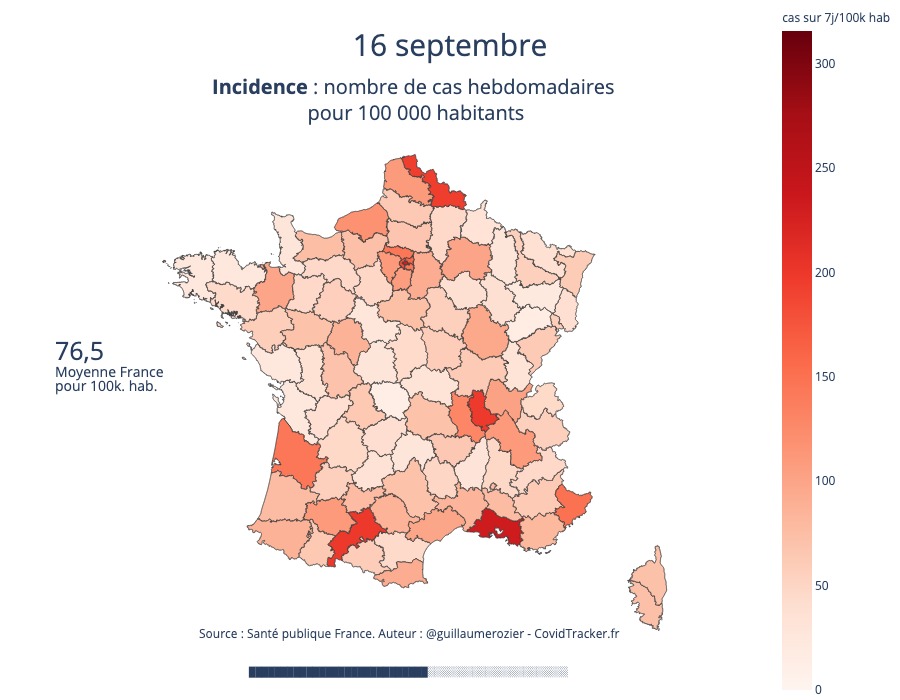 cas sur 7j/100k hab
16 septembre
Incidence : nombre de cas hebdomadaires
pour 100 000 habitants
300
250
200
150
100
50
0
76,5
Moyenne France
pour 100k. hab.
Source : Santé publique France. Auteur : @guillaumerozier - CovidTracker.fr